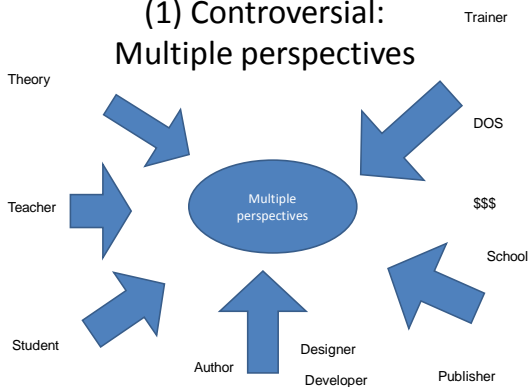 (1) Controversial:
Multiple perspectives
Trainer
Theory
DOS
Teacher
Multiple
perspectives
$$$
School
Student
Author
Designer
Developer
Publisher